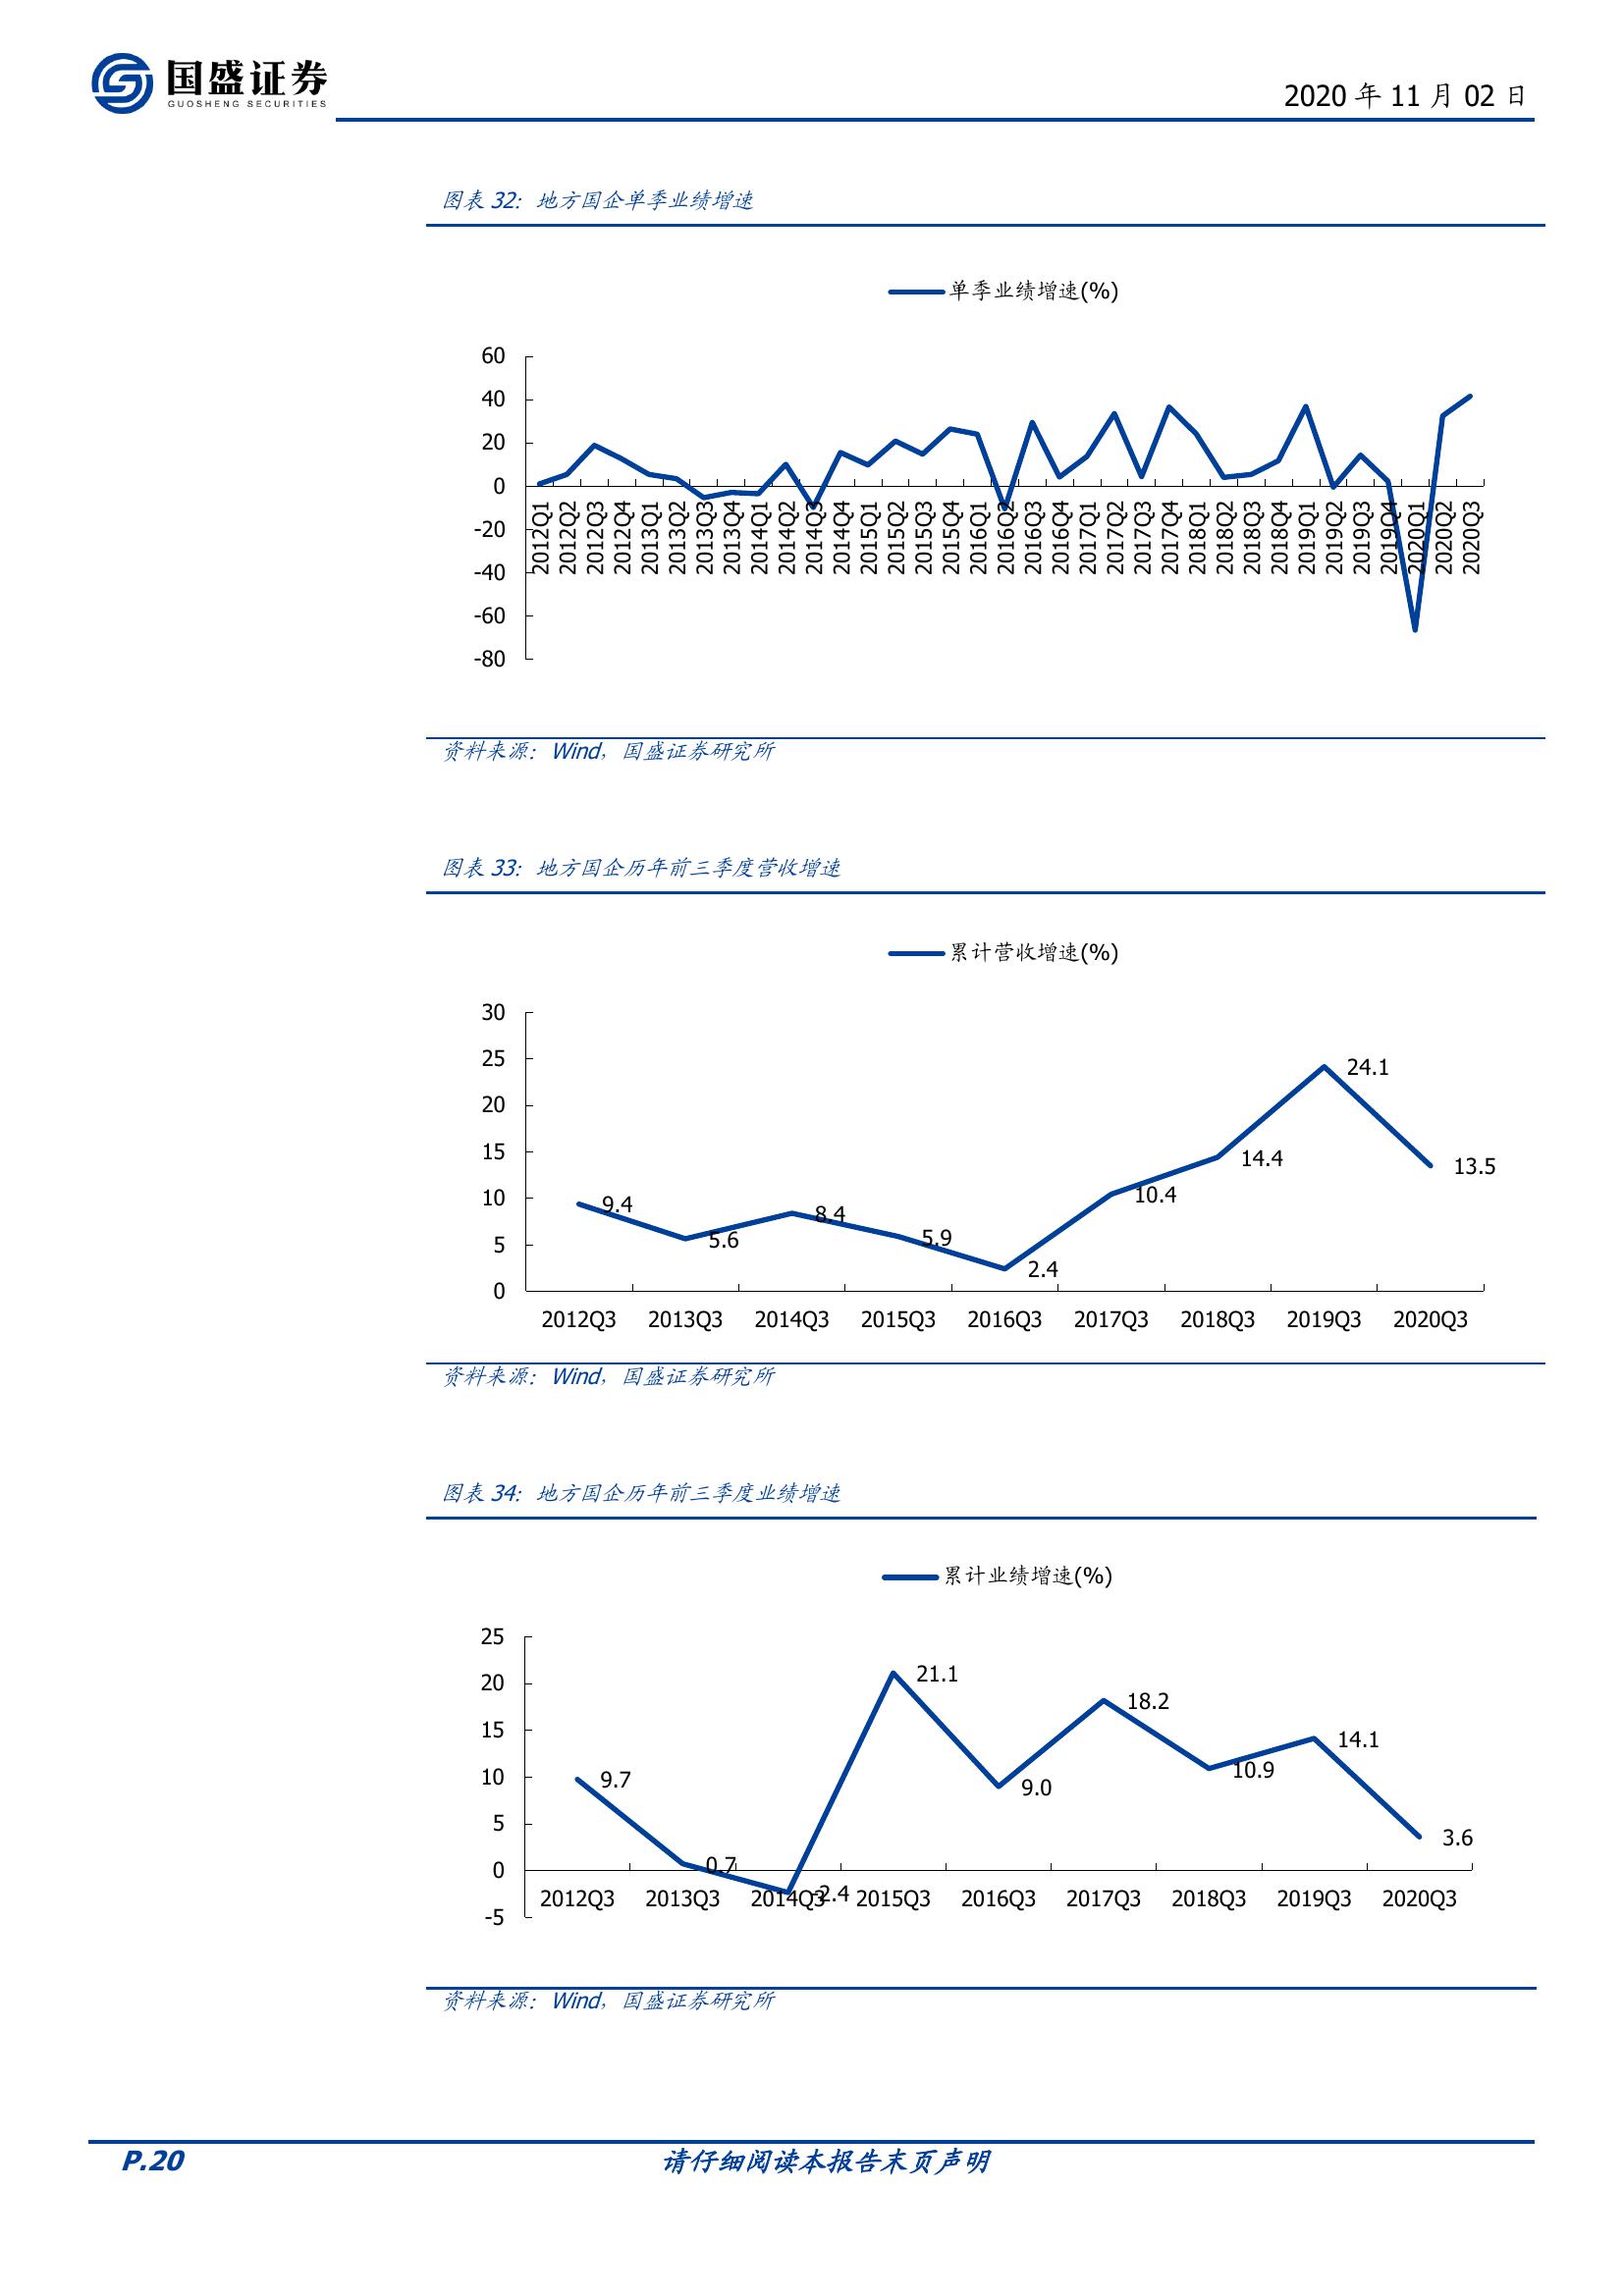 国盛证券
GUOSHENG SECURITIES
2020 年 11 月 02 日
图表 32：地方国企单季业绩增速
单季业绩增速(%)
60
40
20
0
-20
-40
-60
-80
2012Q1
2012Q2
2012Q3
2012Q4
2013Q1
2013Q2
2013Q3
2013Q4
2014Q1
2014Q2
2014Q3
2014Q4
2015Q1
2015Q2
2015Q3
2015Q4
2016Q1
2016Q2
2016Q3
2016Q4
2017Q1
2017Q2
2017Q3
2017Q4
2018Q1
2018Q2
2018Q3
2018Q4
2019Q1
2019Q2
2019Q3
2019Q4
2020Q1
2020Q2
2020Q3
资料来源：Wind，国盛证券研究所
图表 33：地方国企历年前三季度营收增速
累计营收增速(%)
30
25
20
15
10
5
0
9.4
5.6
8.4
5.9
2.4
10.4
14.4
24.1
13.5
2012Q3 2013Q3 2014Q3 2015Q3 2016Q3 2017Q3 2018Q3 2019Q3 2020Q3
资料来源：Wind，国盛证券研究所
图表 34：地方国企历年前三季度业绩增速
累计业绩增速(%)
25
20
15
10
5
0
-5
9.7
0.7
-2.4
21.1
9.0
18.2
10.9
14.1
3.6
2012Q3 2013Q3 2014Q3 2015Q3 2016Q3 2017Q3 2018Q3 2019Q3 2020Q3
资料来源：Wind，国盛证券研究所
P.20 请仔细阅读本报告末页声明